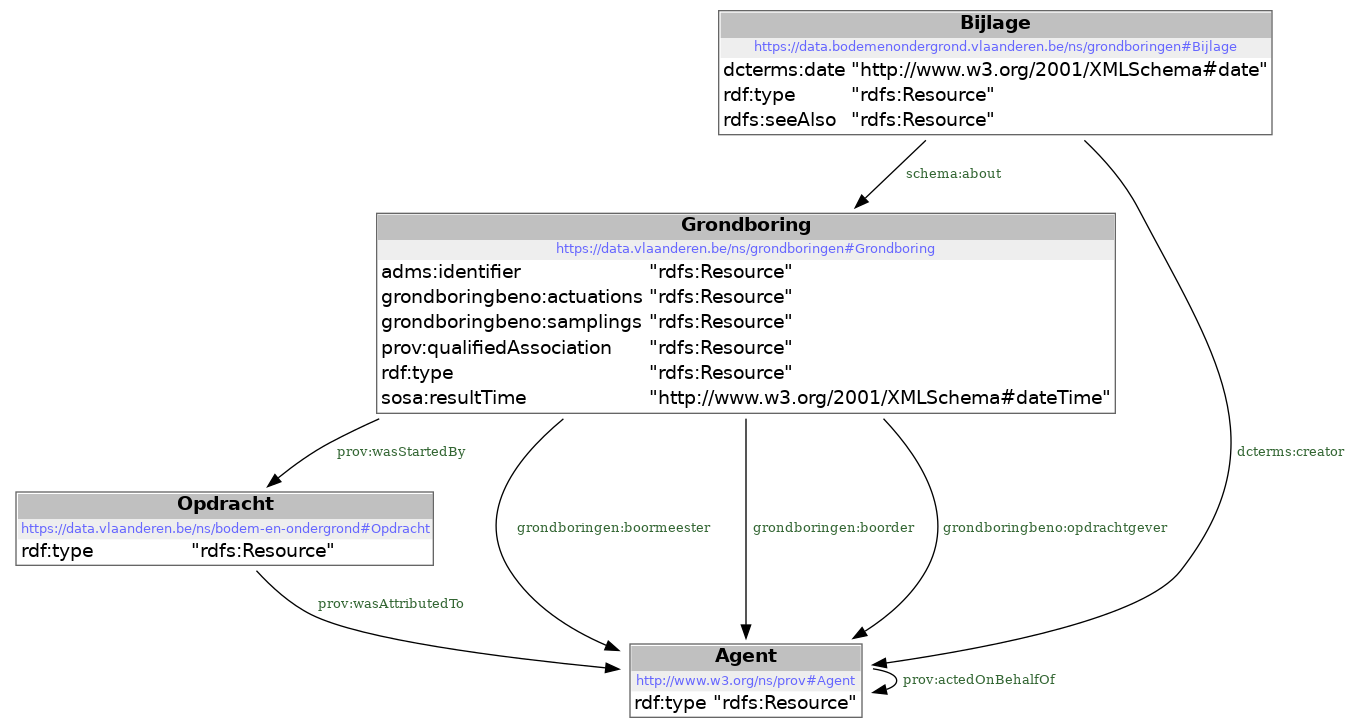 Bijlage
https://data.bodemenondergrond.vlaanderen.be/ns/grondboringen#Bijlage
dcterms:date "http://www.w3.org/2001/XMLSchema#date"
rdf:type "rdfs:Resource"
rdfs:seeAlso "rdfs:Resource"
schema:about
Grondboring
https://data.vlaanderen.be/ns/grondboringen#Grondboring
adms:identifier "rdfs:Resource"
grondboringbeno:actuations "rdfs:Resource"
grondboringbeno:samplings "rdfs:Resource"
prov:qualifiedAssociation "rdfs:Resource"
rdf:type "rdfs:Resource"
sosa:resultTime "http://www.w3.org/2001/XMLSchema#dateTime"
prov:wasStartedBy
dcterms:creator
Opdracht
https://data.vlaanderen.be/ns/bodem-en-ondergrond#Opdracht
rdf:type "rdfs:Resource"
grondboringen:boormeester
grondboringen:boorder
grondboringbeno:opdrachtgever
prov:wasAttributedTo
Agent
http://www.w3.org/ns/prov#Agent
rdf:type "rdfs:Resource"
prov:actedOnBehalfOf